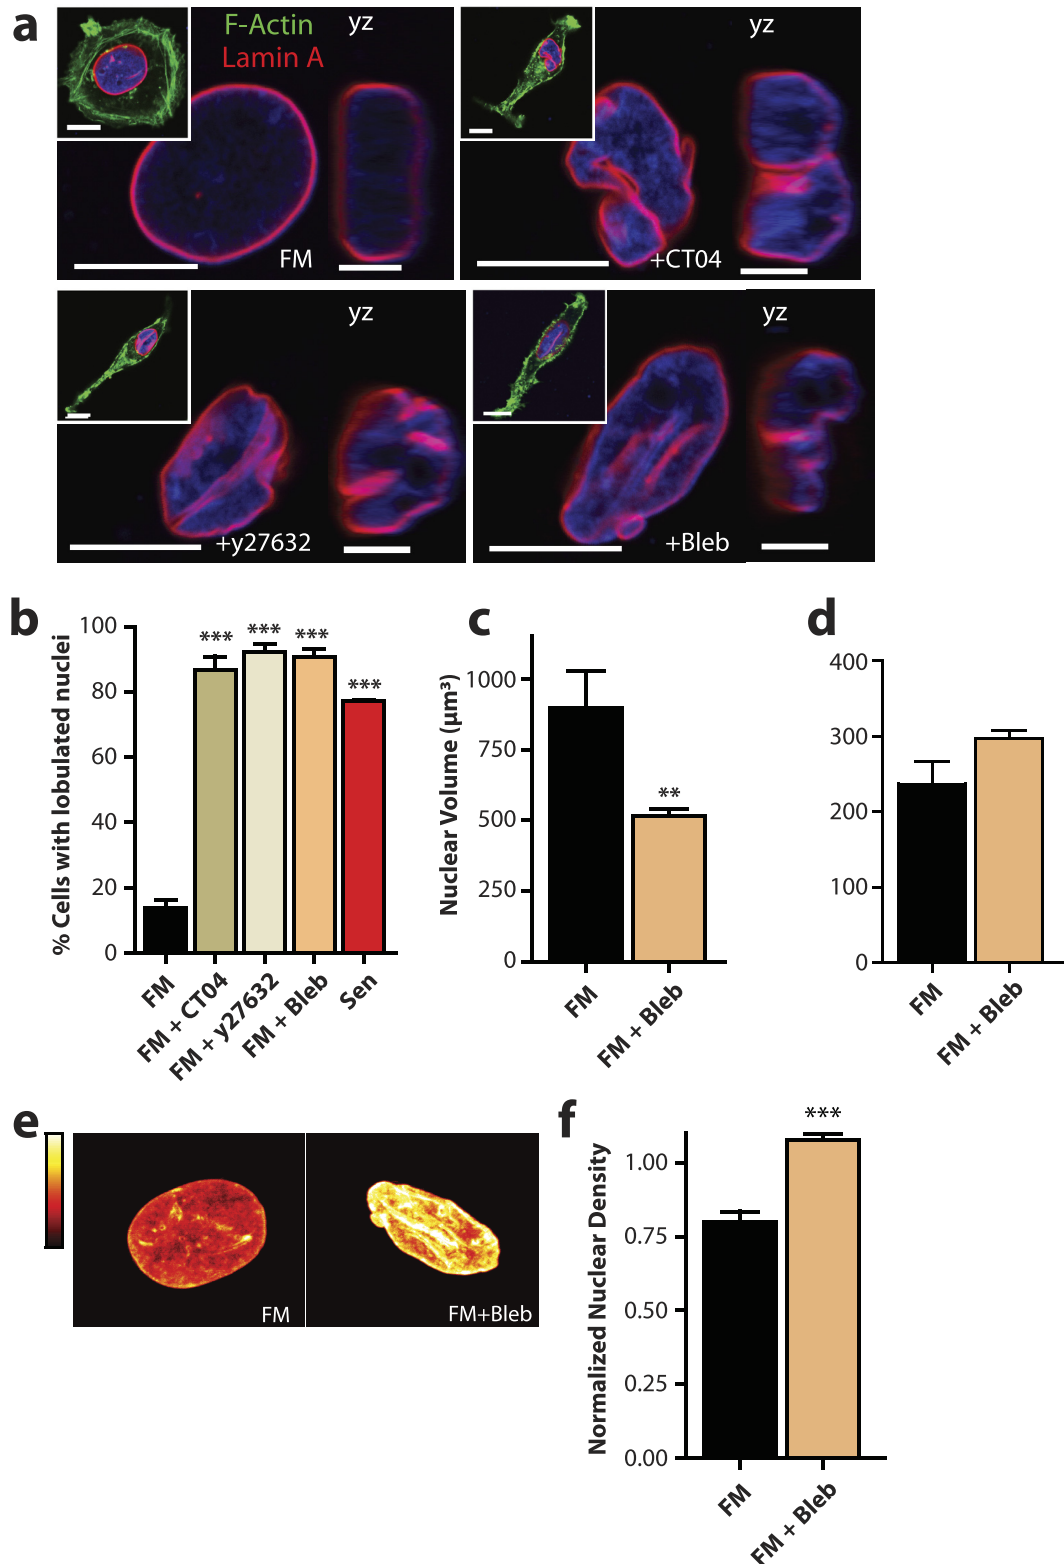 a
F-Actin
Lamin A
yz
FM
yz
+CT04
yz
+y27632
yz
+Bleb
b
% Cells with lobulated nuclei
100
80
60
40
20
0
***
***
***
***
FM
FM + CT04
FM + y27632
FM + Bleb
Sen
c
Nuclear Volume (µm³)
1000
750
500
250
0
**
FM
FM + Bleb
d
400
300
200
100
0
FM
FM + Bleb
e
FM
FM+Bleb
f
Normalized Nuclear Density
1.00
0.75
0.50
0.25
0.00
***
FM
FM + Bleb